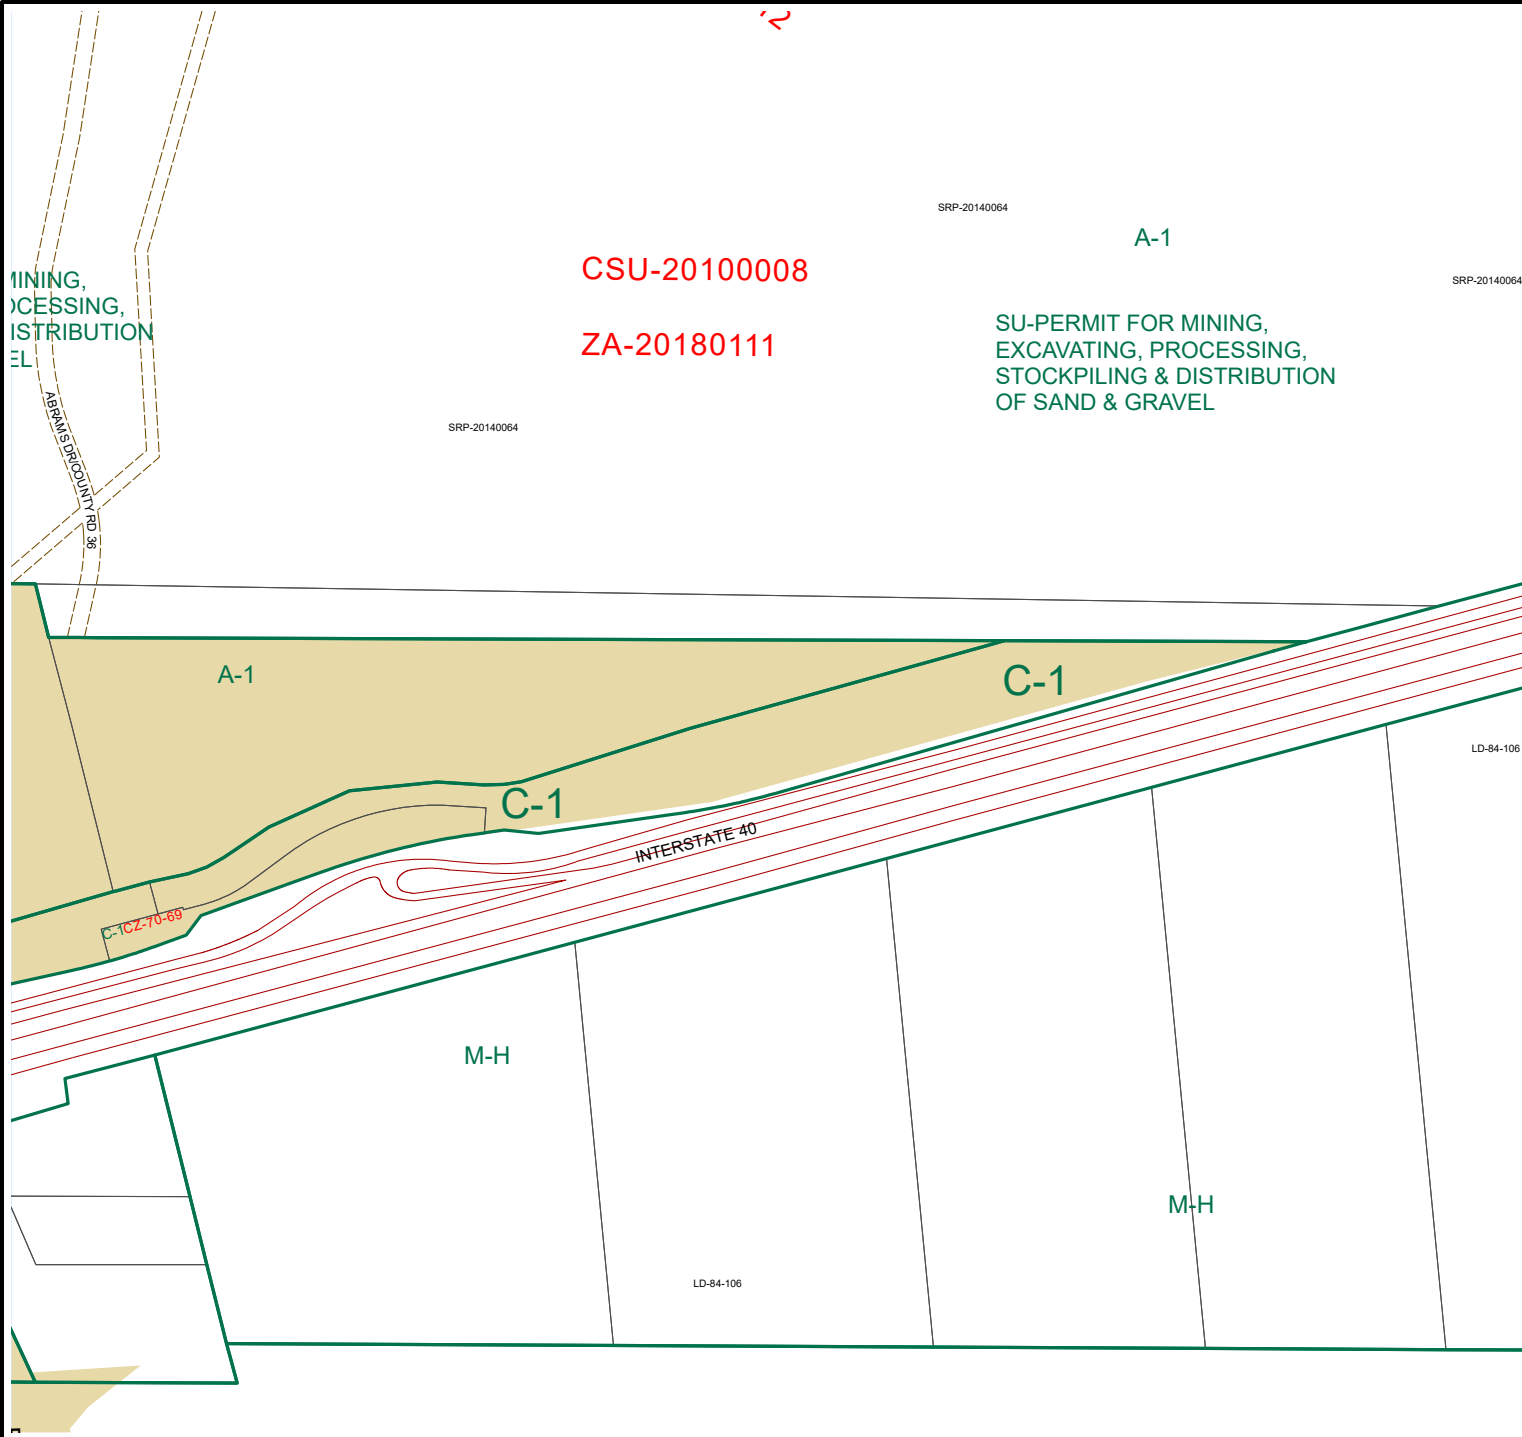 SRP-20140064
A-1
CSU-20100008
SRP-20140064
MINING,
OCESSING,
ISTRIBUTION
EL
SU-PERMIT FOR MINING,
EXCAVATING, PROCESSING,
STOCKPILING & DISTRIBUTION
OF SAND & GRAVEL
ZA-20180111
SRP-20140064
ABRAMS DR/COUNTY RD 36
A-1
C-1
LD-84-106
C-1
INTERSTATE 40
C-1
CZ-70-69
M-H
M-H
LD-84-106